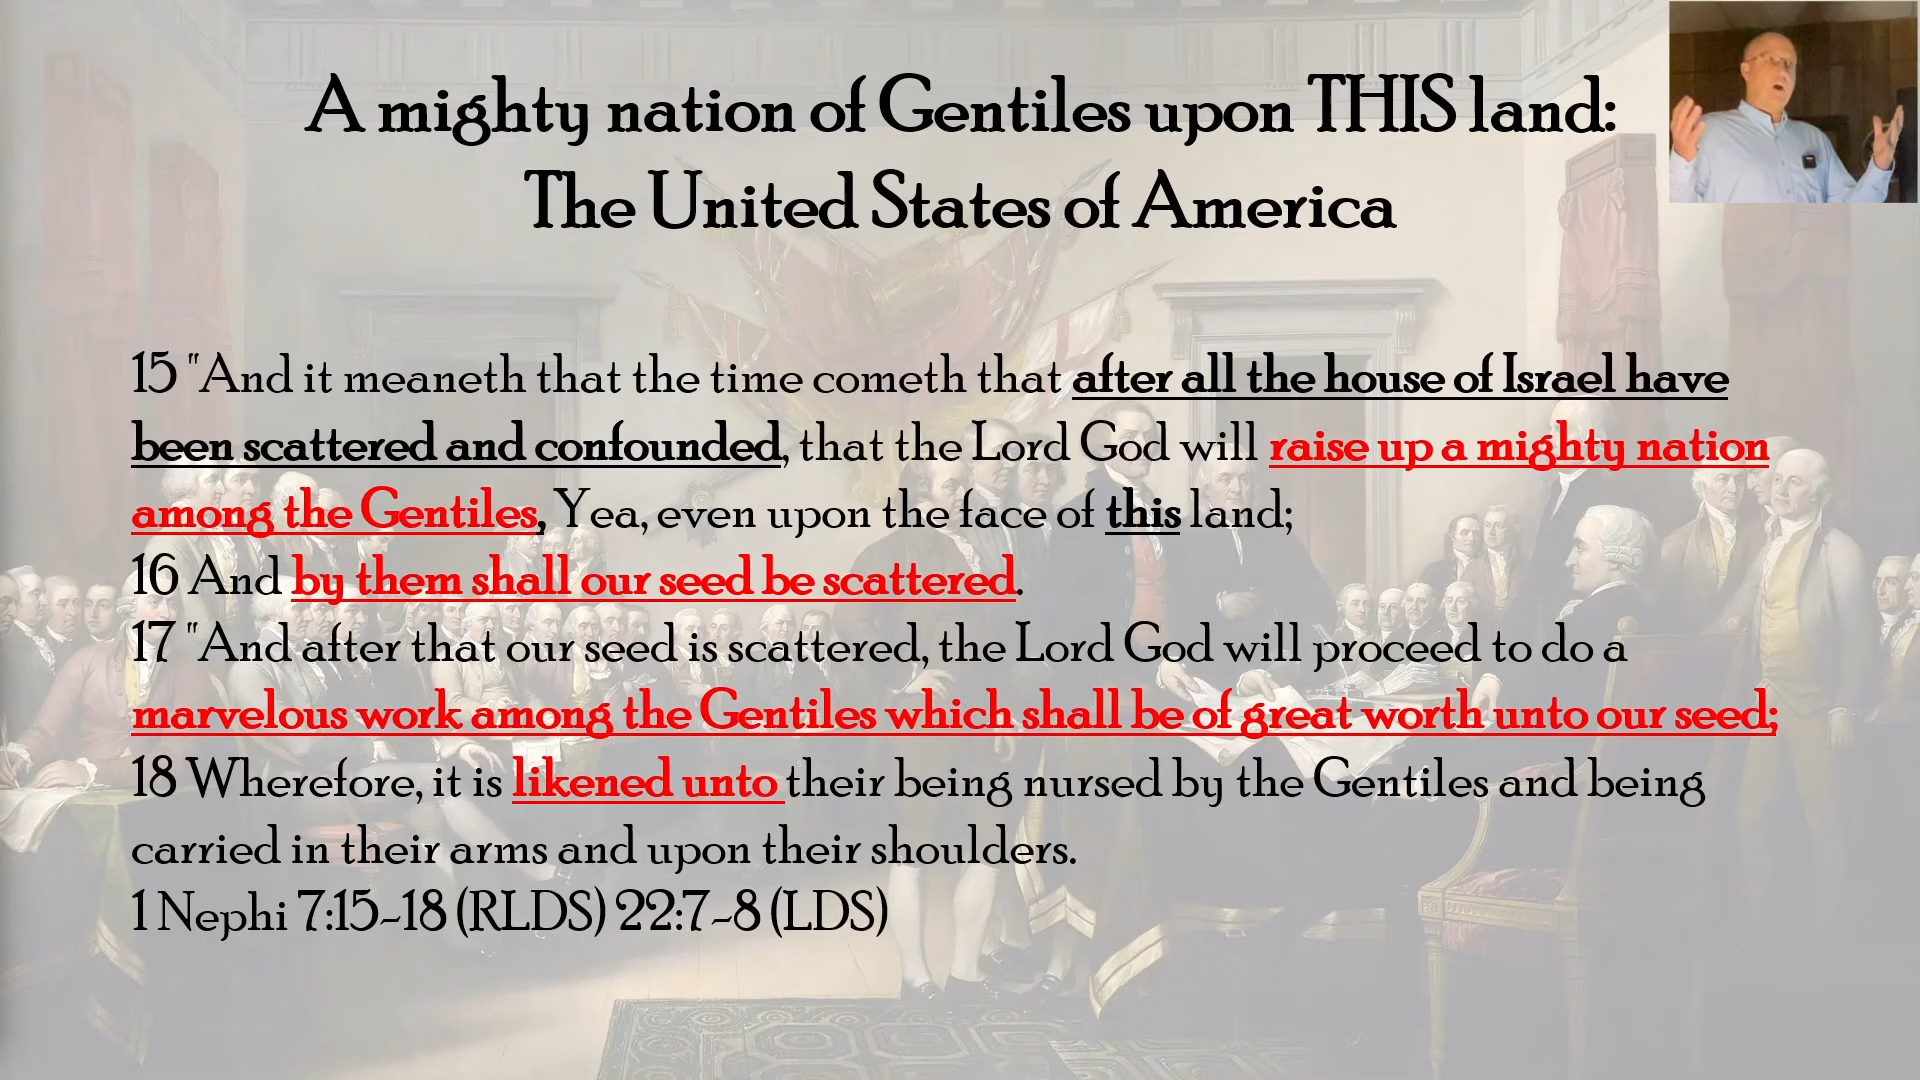 A mighty nation of Gentiles upon THIS land:
The United States of America
15 "And it meaneth that the time cometh that after all the house of Israel have
been scattered and confounded, that the Lord God will raise up a mighty nation
among the Gentiles, Yea, even upon the face of this land;
16 And by them shall our seed be scattered.
17 "And after that our seed is scattered, the Lord God will proceed to do a
marvelous work among the Gentiles which shall be of great worth unto our seed;
18 Wherefore, it is likened unto their being nursed by the Gentiles and being
carried in their arms and upon their shoulders.
1 Nephi 7:15-18 (RLDS) 22:7-8 (LDS)